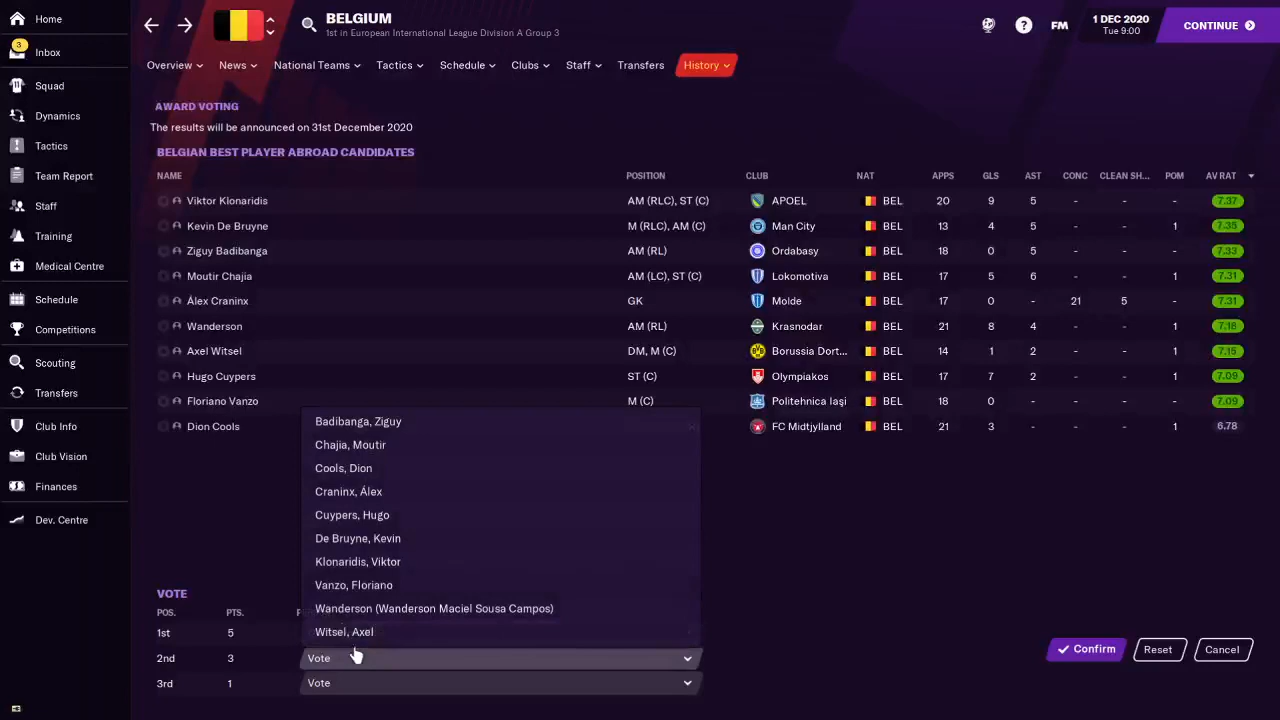 BELGIUM
1st in European International League Division A Group 3
FM
1 DEC 2020
Tue 9:00
CONTINUE
Home
3
Inbox
Squad
Dynamics
Tactics
Team Report
Staff
Training
Medical Centre
Schedule
Competitions
Scouting
Transfers
Club Info
Club Vision
Finances
Dev. Centre
Overview News National Teams Tactics Schedule Clubs Staff Transfers History
AWARD VOTING
The results will be announced on 31st December 2020
BELGIAN BEST PLAYER ABROAD CANDIDATES
NAME POSITION CLUB NAT APPS GLS AST CONC CLEAN SH... POM AV RAT
Viktor Klonaridis AM (RLC), ST (C) APOEL BEL 20 9 5 - - - 7.37
Kevin De Bruyne M (RLC), AM (C) Man City BEL 13 4 5 - - 1 7.35
Ziguy Badibanga AM (RL) Ordabasy BEL 18 0 5 - - - 7.33
Moutir Chajia AM (LC), ST (C) Lokomotiva BEL 17 5 6 - - 1 7.31
Álex Craninx GK Molde BEL 17 0 - 21 5 - 7.31
Wanderson AM (RL) Krasnodar BEL 21 8 4 - - 1 7.18
Axel Witsel DM, M (C) Borussia Dort... BEL 14 1 2 - - 1 7.15
Hugo Cuypers ST (C) Olympiakos BEL 17 7 2 - - 1 7.09
Floriano Vanzo M (C) Politehnica Iaşi BEL 18 0 - - - - 7.09
Dion Cools FC Midtjylland BEL 21 3 - - - 1 6.78
Badibanga, Ziguy
Chajia, Moutir
Cools, Dion
Craninx, Álex
Cuypers, Hugo
De Bruyne, Kevin
Klonaridis, Viktor
Vanzo, Floriano
Wanderson (Wanderson Maciel Sousa Campos)
Witsel, Axel
VOTE
POS. PTS.
1st 5
2nd 3 Vote
3rd 1 Vote
Confirm Reset Cancel